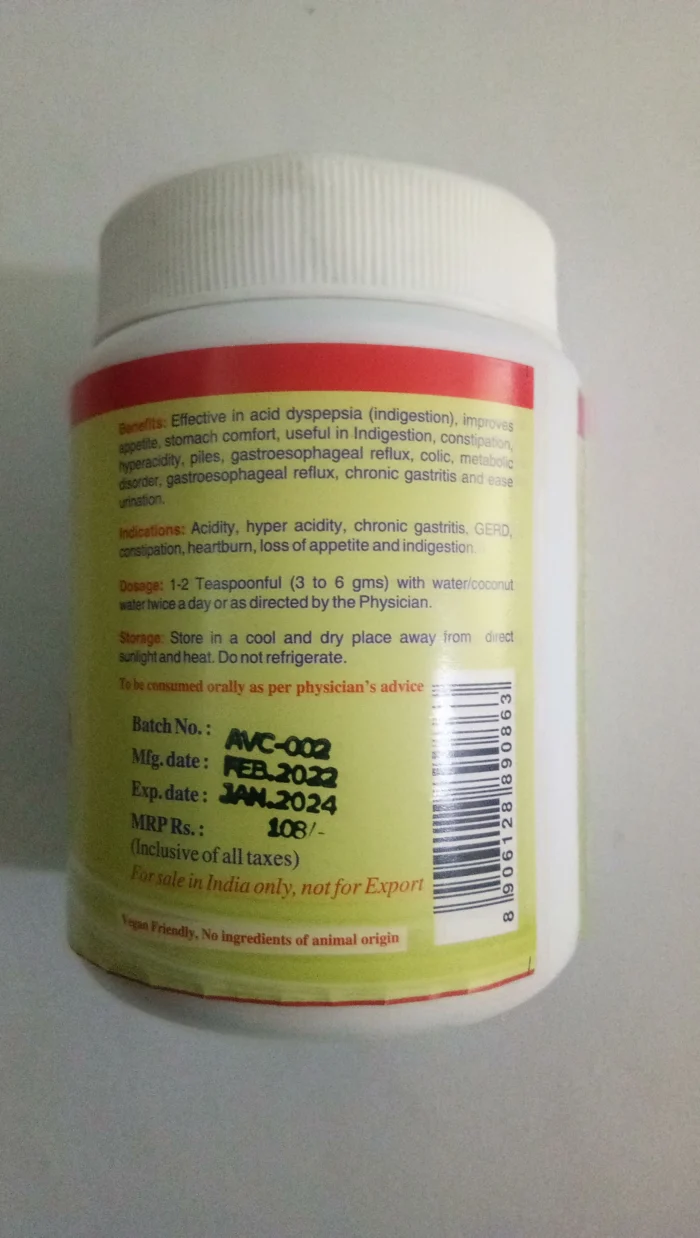 Benefits: Effective in acid dyspepsia (indigestion), improves
appetite, stomach comfort, useful in Indigestion, constipation,
hyperacidity, piles, gastroesophageal reflux, colic, metabolic
disorder, gastroesophageal reflux, chronic gastritis and ease
urination.
Indications: Acidity, hyper acidity, chronic gastritis, GERD,
constipation, heartburn, loss of appetite and indigestion.
Dosage: 1-2 Teaspoonful (3 to 6 gms) with water/coconut
water twice a day or as directed by the Physician.
Storage: Store in a cool and dry place away from direct
sunlight and heat. Do not refrigerate.
To be consumed orally as per physician's advice
Batch No. : AVC-002
Mfg. date : FEB.2022
Exp. date : JAN.2024
MRP Rs. : 108/-
(Inclusive of all taxes)
For sale in India only, not for Export
Vegan Friendly, No ingredients of animal origin
8 906128 890863